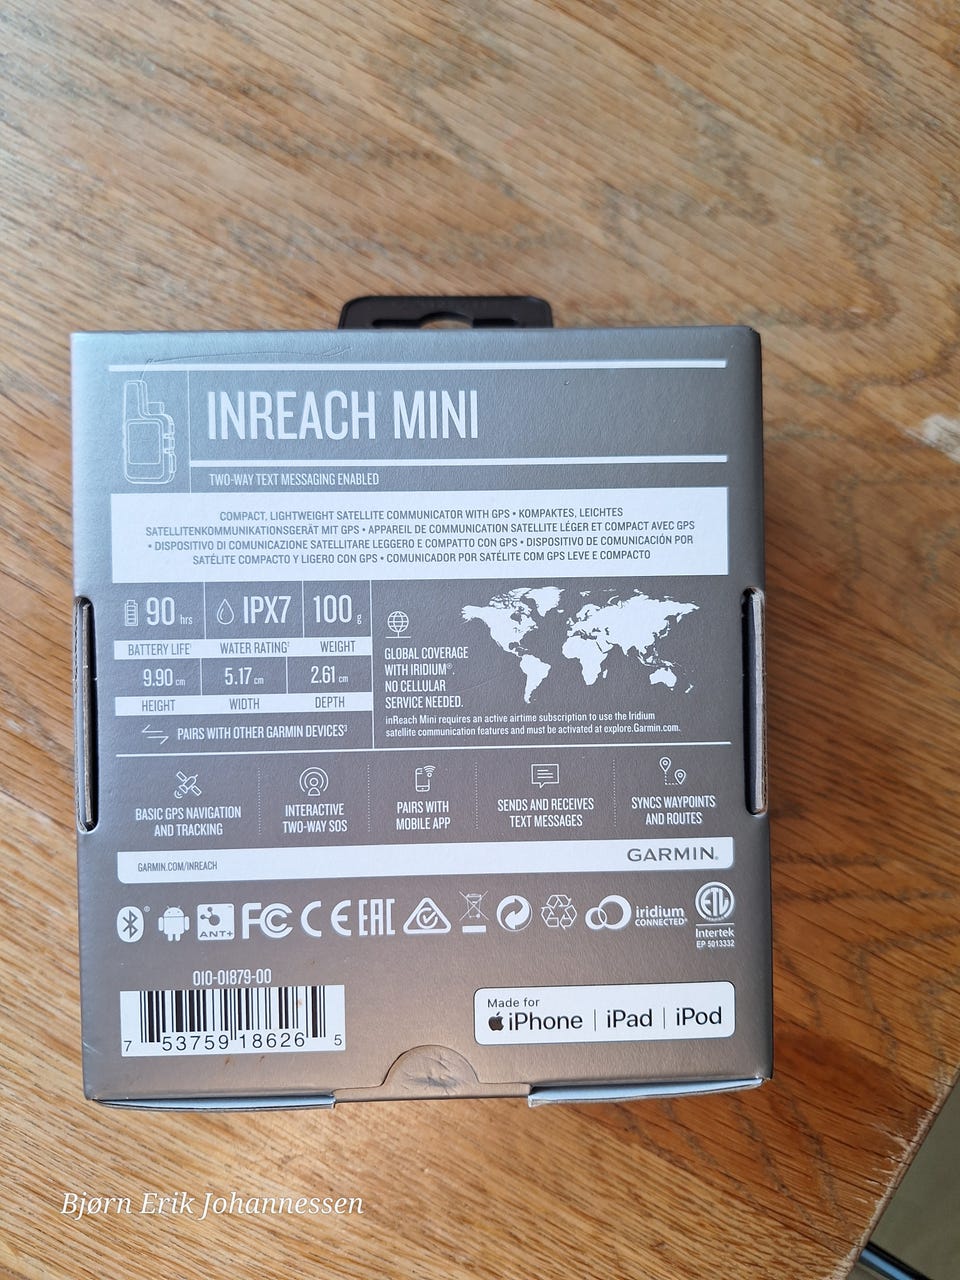 INREACH® MINI
TWO-WAY TEXT MESSAGING ENABLED
COMPACT, LIGHTWEIGHT SATELLITE COMMUNICATOR WITH GPS • KOMPAKTES, LEICHTES
SATELLITENKOMMUNIKATIONSGERÄT MIT GPS • APPAREIL DE COMMUNICATION SATELLITE LÉGER ET COMPACT AVEC GPS
• DISPOSITIVO DI COMUNICAZIONE SATELLITARE LEGGERO E COMPATTO CON GPS • DISPOSITIVO DE COMUNICACIÓN POR
SATÉLITE COMPACTO Y LIGERO CON GPS • COMUNICADOR POR SATÉLITE COM GPS LEVE E COMPACTO
90 hrs
BATTERY LIFE¹
IPX7
WATER RATING²
100 g
WEIGHT
9.90 cm
HEIGHT
5.17 cm
WIDTH
2.61 cm
DEPTH
PAIRS WITH OTHER GARMIN DEVICES³
GLOBAL COVERAGE
WITH IRIDIUM®.
NO CELLULAR
SERVICE NEEDED.
inReach Mini requires an active airtime subscription to use the Iridium
satellite communication features and must be activated at explore.Garmin.com.
BASIC GPS NAVIGATION
AND TRACKING
INTERACTIVE
TWO-WAY SOS
PAIRS WITH
MOBILE APP
SENDS AND RECEIVES
TEXT MESSAGES
SYNCS WAYPOINTS
AND ROUTES
GARMIN.COM/INREACH
GARMIN®
ANT+
FC
CE
EAC
iridium
CONNECTED®
ETL
Intertek
EP 5013332
010-01879-00
7 53759 18626 5
Made for
iPhone | iPad | iPod
Bjørn Erik Johannessen